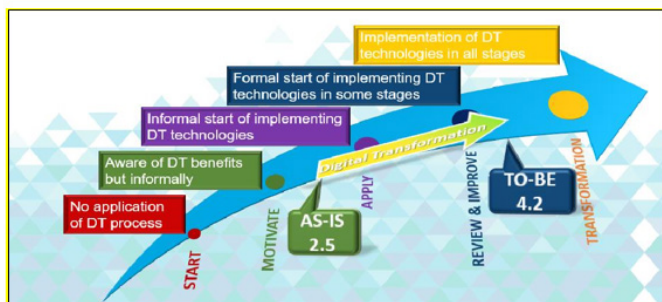 Implementation of DT
technologies in all stages
Formal start of implementing DT
technologies in some stages
Informal start of implementing
DT technologies
Aware of DT benefits
but informally
No application
of DT process
Digital Transformation
START
MOTIVATE
APPLY
REVIEW & IMPROVE
TRANSFORMATION
AS-IS
2.5
TO-BE
4.2